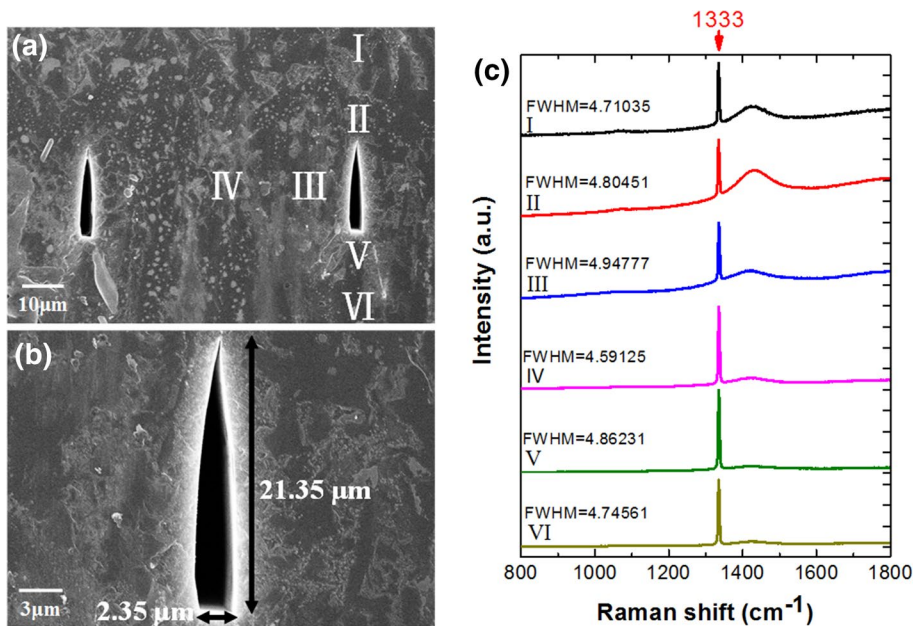 (a)
I
II
IV
III
V
VI
10μm
(b)
21.35 μm
2.35 μm
3μm
1333
(c)
FWHM=4.71035
I
FWHM=4.80451
II
FWHM=4.94777
III
FWHM=4.59125
IV
FWHM=4.86231
V
FWHM=4.74561
VI
Intensity (a.u.)
800 1000 1200 1400 1600 1800
Raman shift (cm⁻¹)